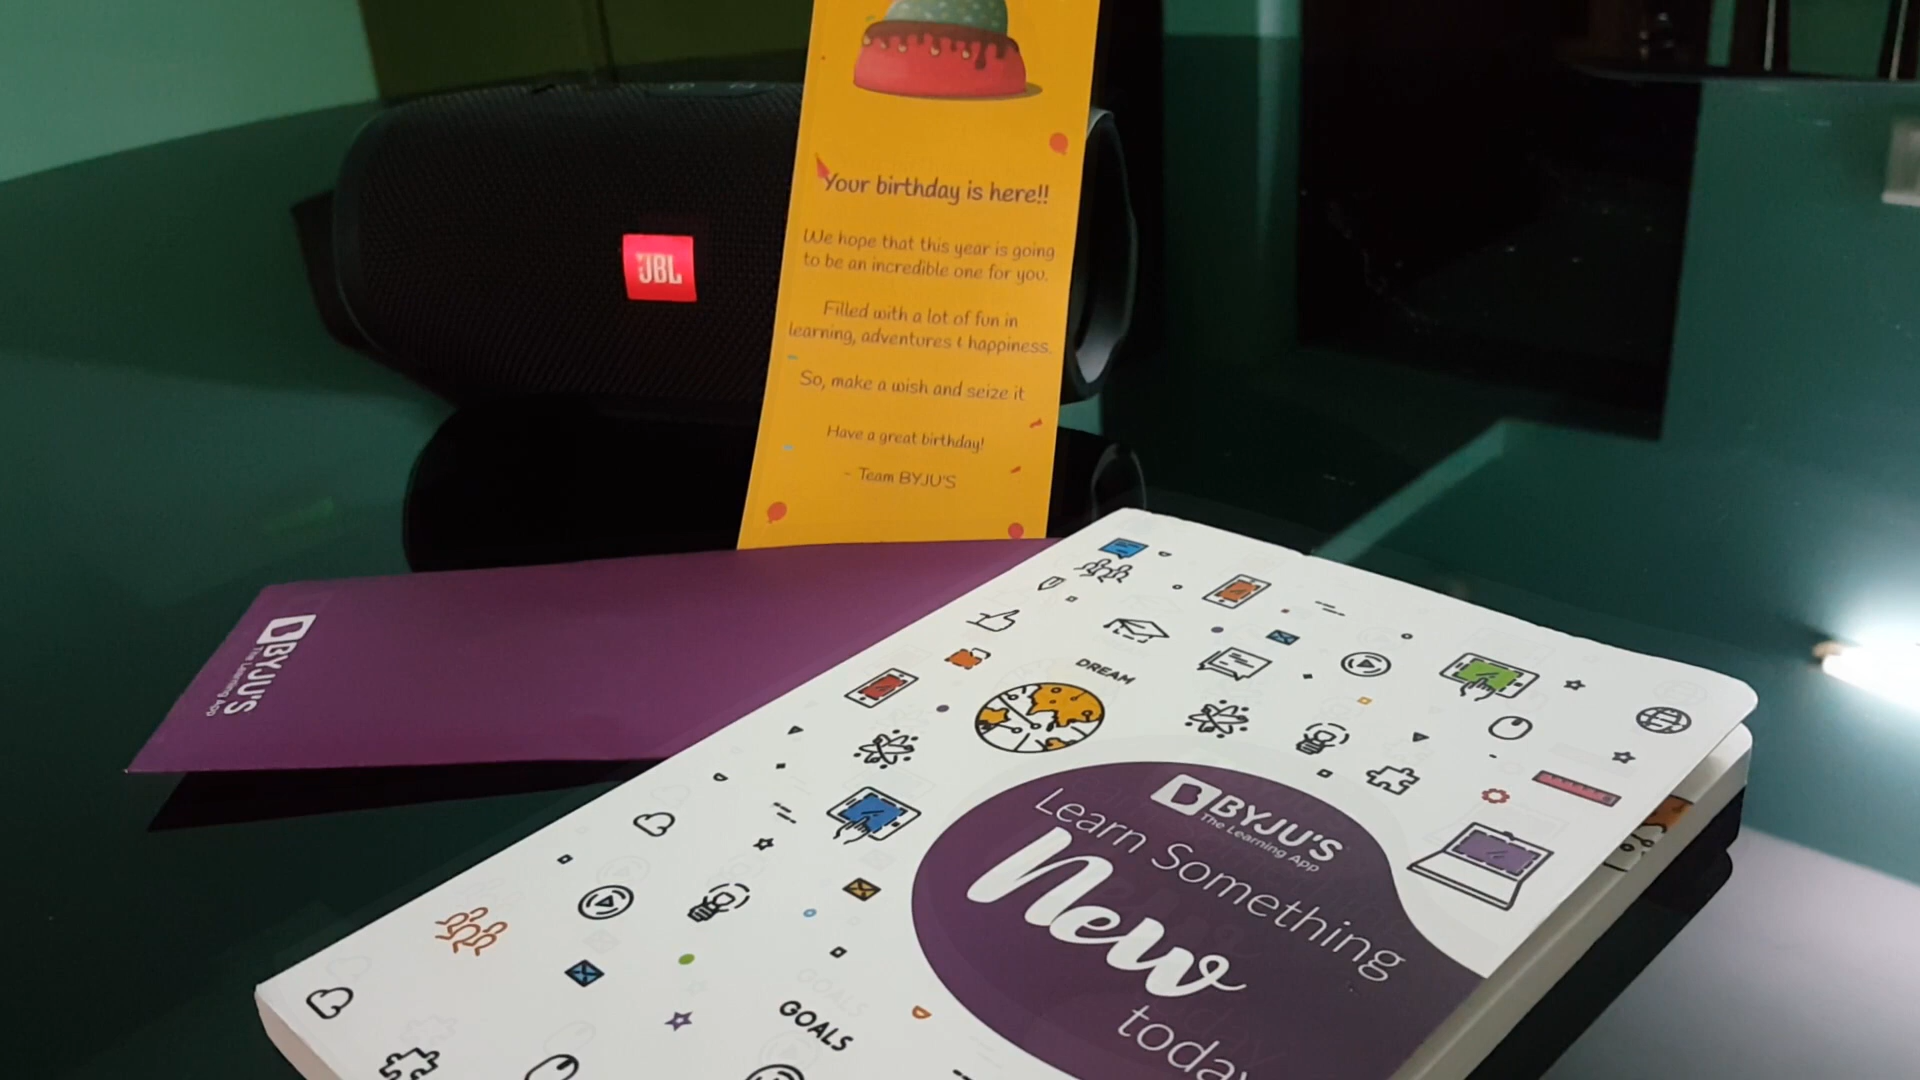 JBL
Your birthday is here!!
We hope that this year is going
to be an incredible one for you.
Filled with a lot of fun in
learning, adventures & happiness.
So, make a wish and seize it
Have a great birthday!
- Team BYJU'S
BYJU'S
The Learning App
DREAM
BYJU'S
The Learning App
Learn Something
New
today
GOALS
GOALS